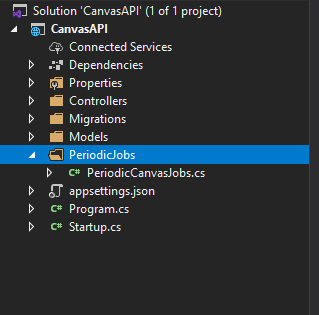 Solution 'CanvasAPI' (1 of 1 project)
CanvasAPI
Connected Services
Dependencies
Properties
Controllers
Migrations
Models
PeriodicJobs
C# PeriodicCanvasJobs.cs
appsettings.json
C# Program.cs
C# Startup.cs